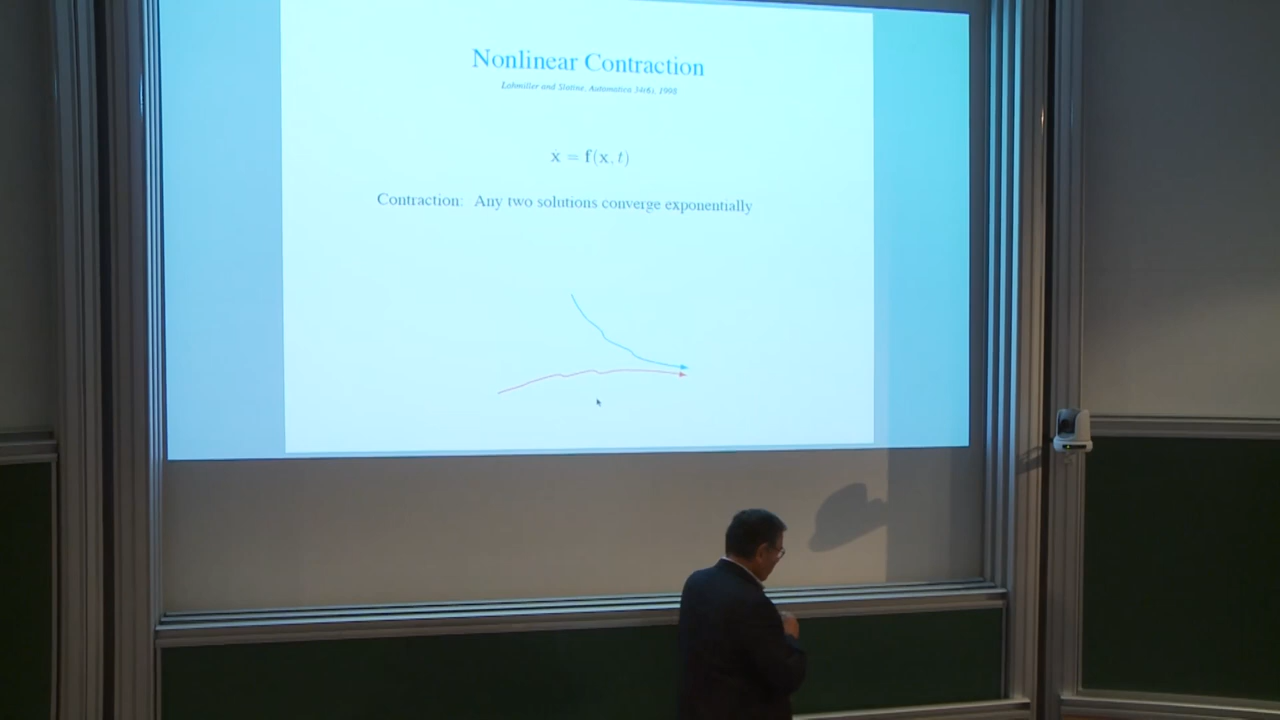 Nonlinear Contraction
Lohmiller and Slotine, Automatica 34(6), 1998
ẋ = f(x, t)
Contraction: Any two solutions converge exponentially